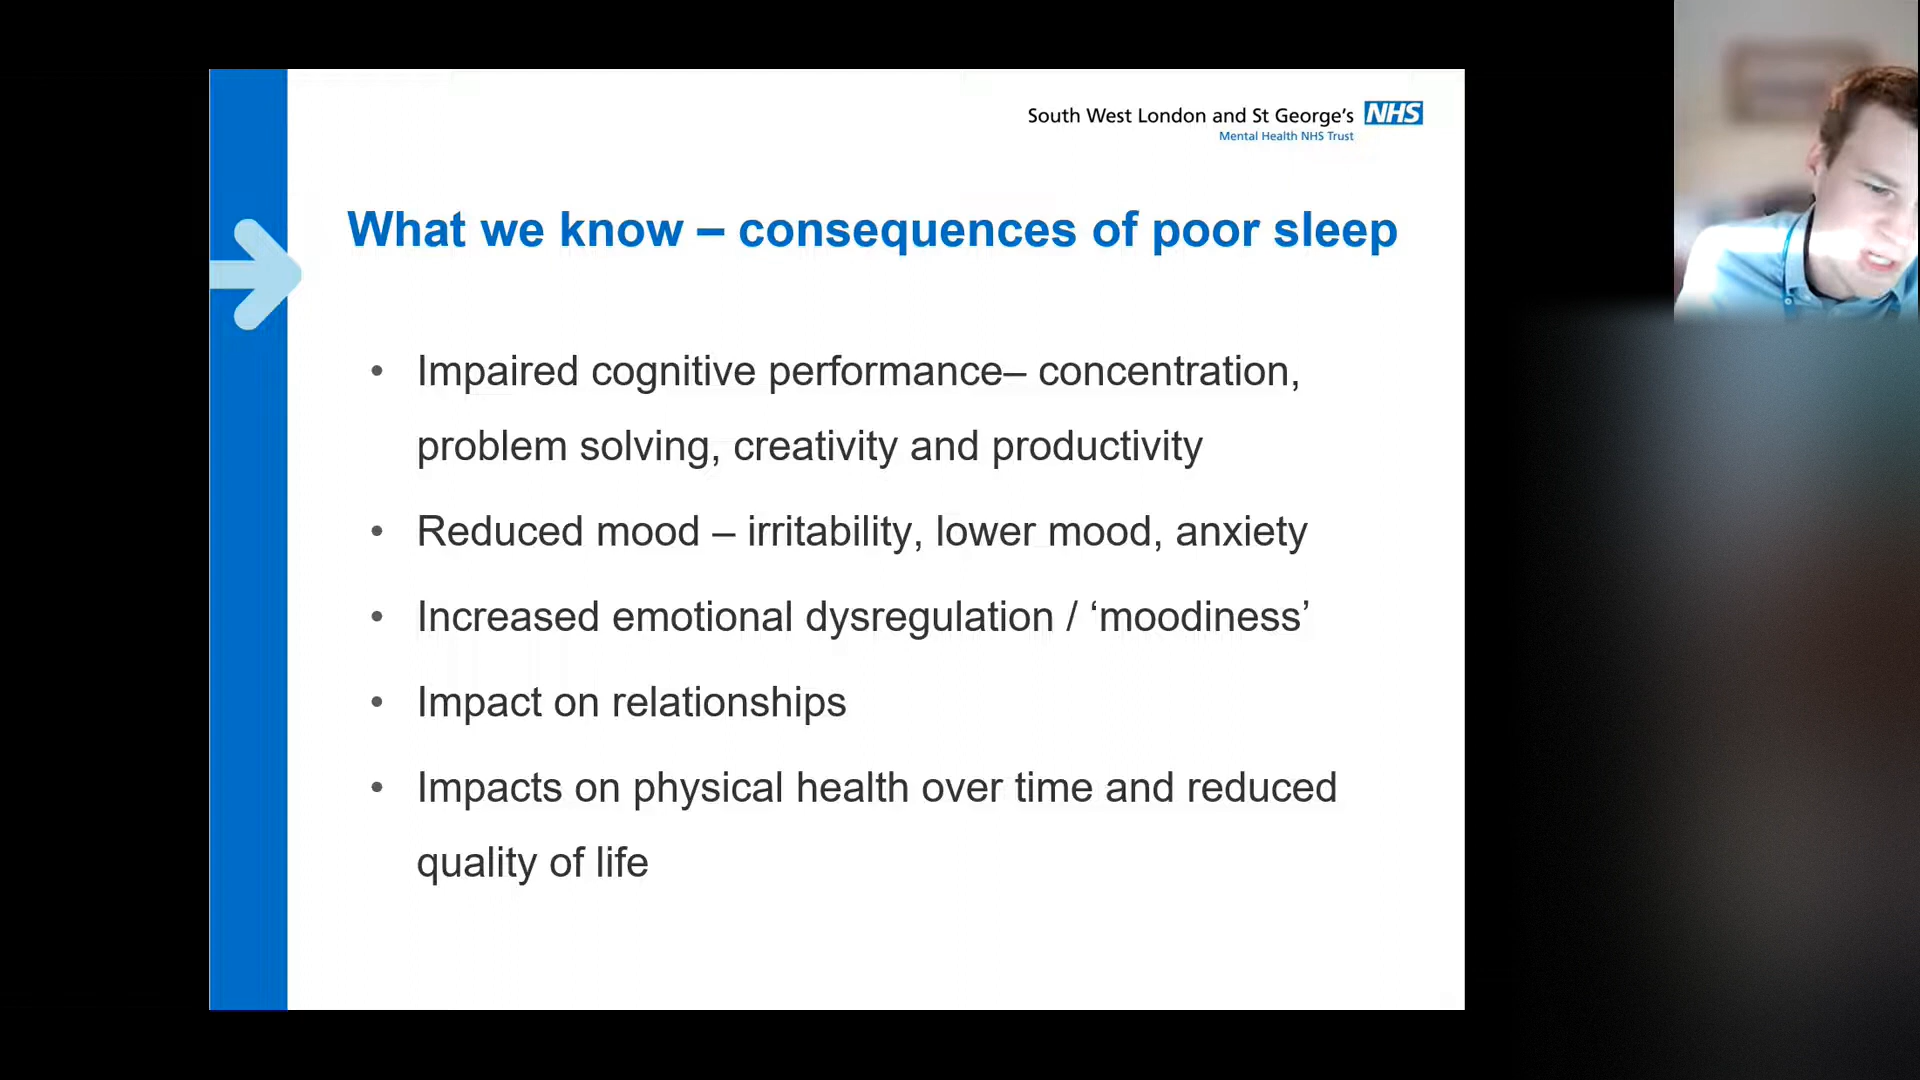 South West London and St George's NHS
Mental Health NHS Trust
What we know – consequences of poor sleep
• Impaired cognitive performance– concentration,
problem solving, creativity and productivity
• Reduced mood – irritability, lower mood, anxiety
• Increased emotional dysregulation / ‘moodiness’
• Impact on relationships
• Impacts on physical health over time and reduced
quality of life